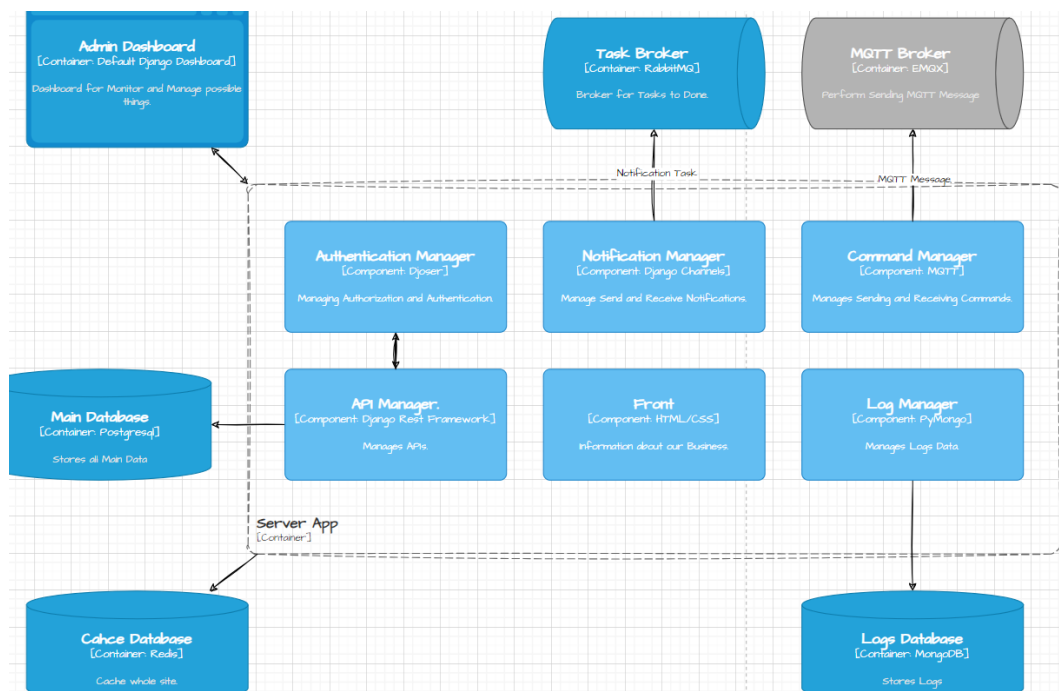 Admin Dashboard
[Container: Default Django Dashboard]
Dashboard for Monitor and Manage possible
things.
Task Broker
[Container: RabbitMQ]
Broker for Tasks to Done.
MQTT Broker
[Container: EMQX]
Perform Sending MQTT Message
Notification Task
MQTT Message
Authentication Manager
[Component: Djoser]
Managing Authorization and Authentication.
Notification Manager
[Component: Django Channels]
Manage Send and Receive Notifications.
Command Manager
[Component: MQTT]
Manages Sending and Receiving Commands.
Main Database
[Container: Postgresql]
Stores all Main Data
API Manager.
[Component: Django Rest Framework]
Manages APIs.
Front
[Component: HTML/CSS]
Information about our Business.
Log Manager
[Component: PyMongo]
Manages Logs Data.
Server App
[Container]
Cahce Database
[Container: Redis]
Cache whole site.
Logs Database
[Container: MongoDB]
Stores Logs